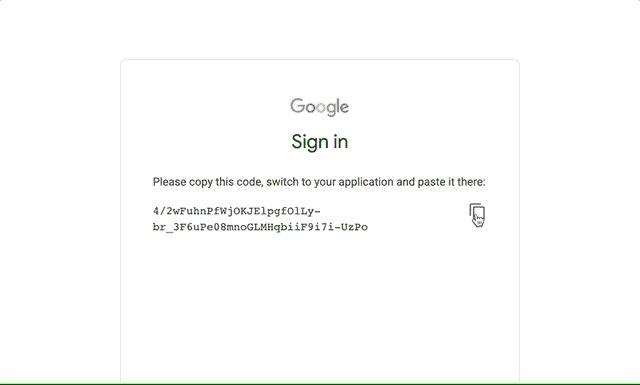 Google
Sign in
Please copy this code, switch to your application and paste it there:
4/2wFuhnPfWjOKJElpgfOlLy-
br_3F6uPe08mnoGLMHqbiiF9i7i-UzPo